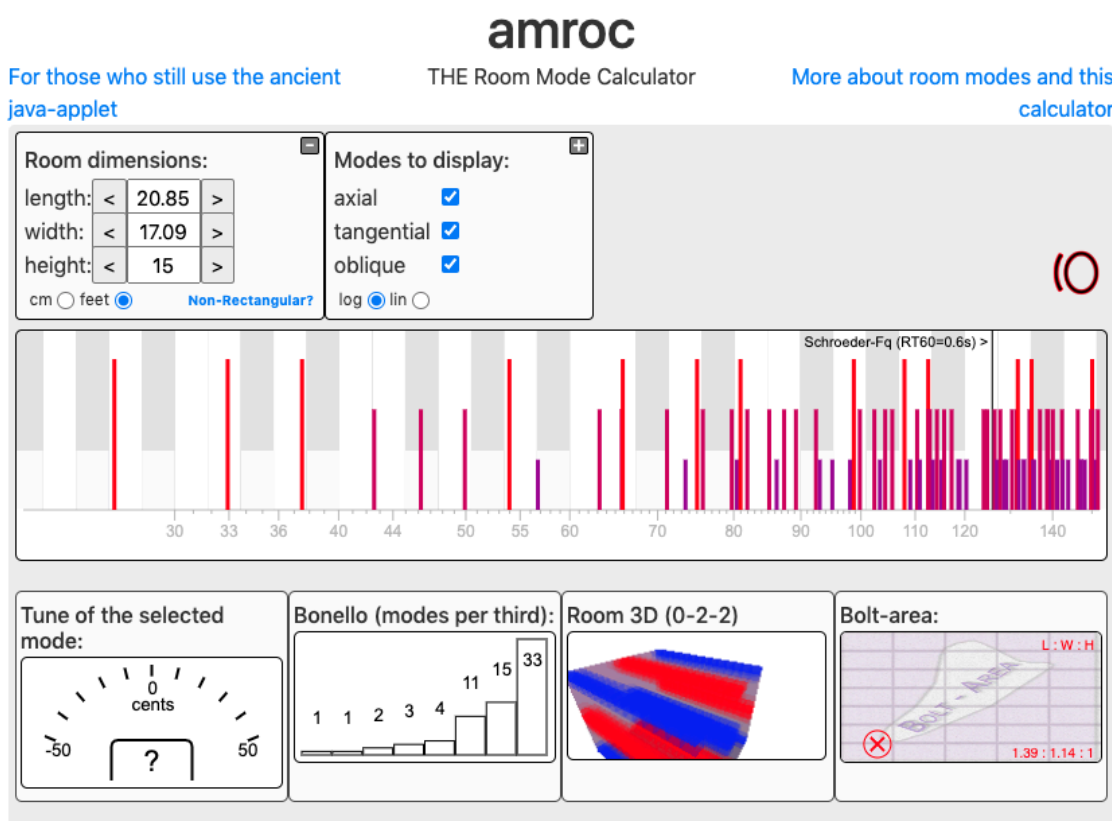 amroc
For those who still use the ancient
java-applet
THE Room Mode Calculator
More about room modes and this
calculator
Room dimensions:
length: < 20.85 >
width: < 17.09 >
height: < 15 >
cm feet Non-Rectangular?
Modes to display:
axial
tangential
oblique
log lin
Schroeder-Fq (RT60=0.6s) >
30 33 36 40 44 50 55 60 70 80 90 100 110 120 140
Tune of the selected
mode:
0
cents
-50 50
?
Bonello (modes per third):
1 1 2 3 4 11 15 33
Room 3D (0-2-2)
Bolt-area:
L : W : H
BOLT - AREA
1.39 : 1.14 : 1